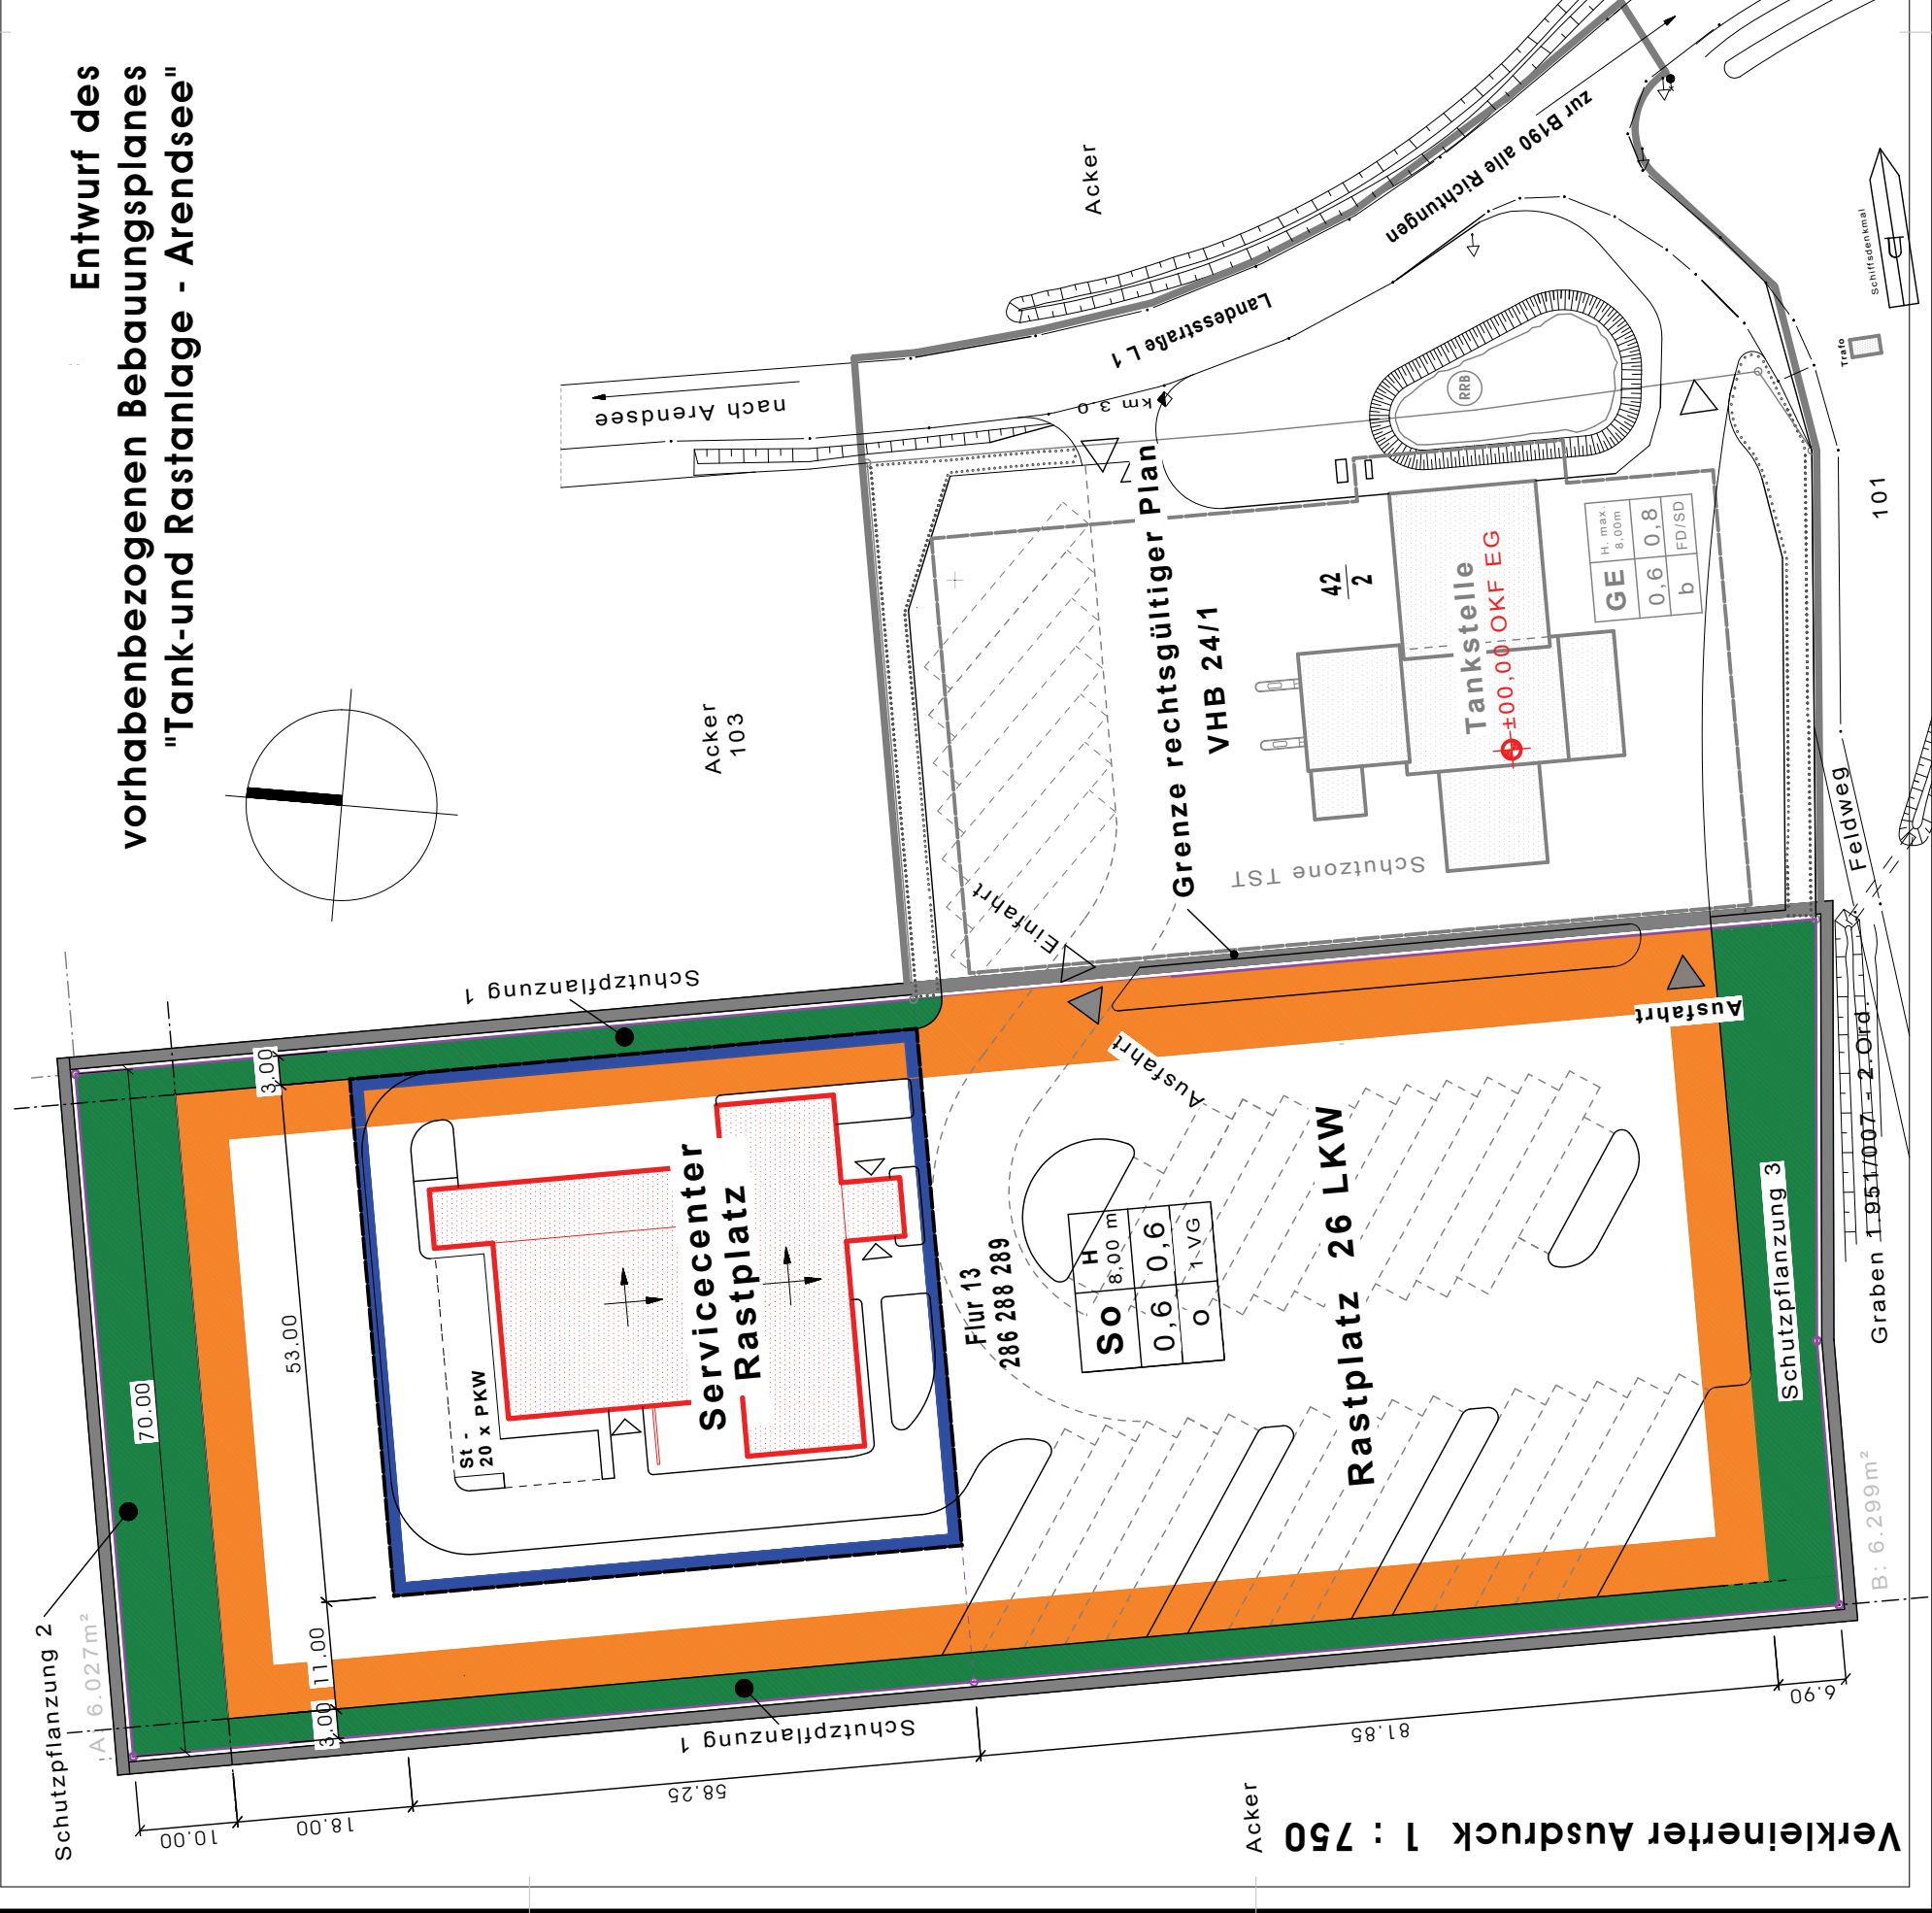 Entwurf des
vorhabenbezogenen Bebauungsplanes
"Tank-und Rastanlage - Arendsee"
Acker
zur B190 alle Richtungen
Landesstraße L 1
nach Arendsee
km 3.0
Schiffsdenkmal
Trafo
RRB
101
Acker
103
Grenze rechtsgültiger Plan
VHB 24/1
42
2
Tankstelle
±00,00 OKF EG
GE
H. max.
8,00m
0,6
0,8
b
FD/SD
Schutzone TST
Feldweg
Einfahrt
Ausfahrt
Ausfahrt
Schutzpflanzung 1
3.00
70.00
53.00
11.00
3.00
Servicecenter
Rastplatz
St -
20 x PKW
Flur 13
286 288 289
So
H
8,00 m
0,6
0,6
o
1- VG
Rastplatz 26 LKW
Schutzpflanzung 3
Graben 1.951/007 - 2.Ord.
Schutzpflanzung 2
A: 6.027m²
B: 6.299m²
Schutzpflanzung 1
10.00
18.00
58.25
81.85
6.90
Acker
Verkleinerter Ausdruck 1 : 750